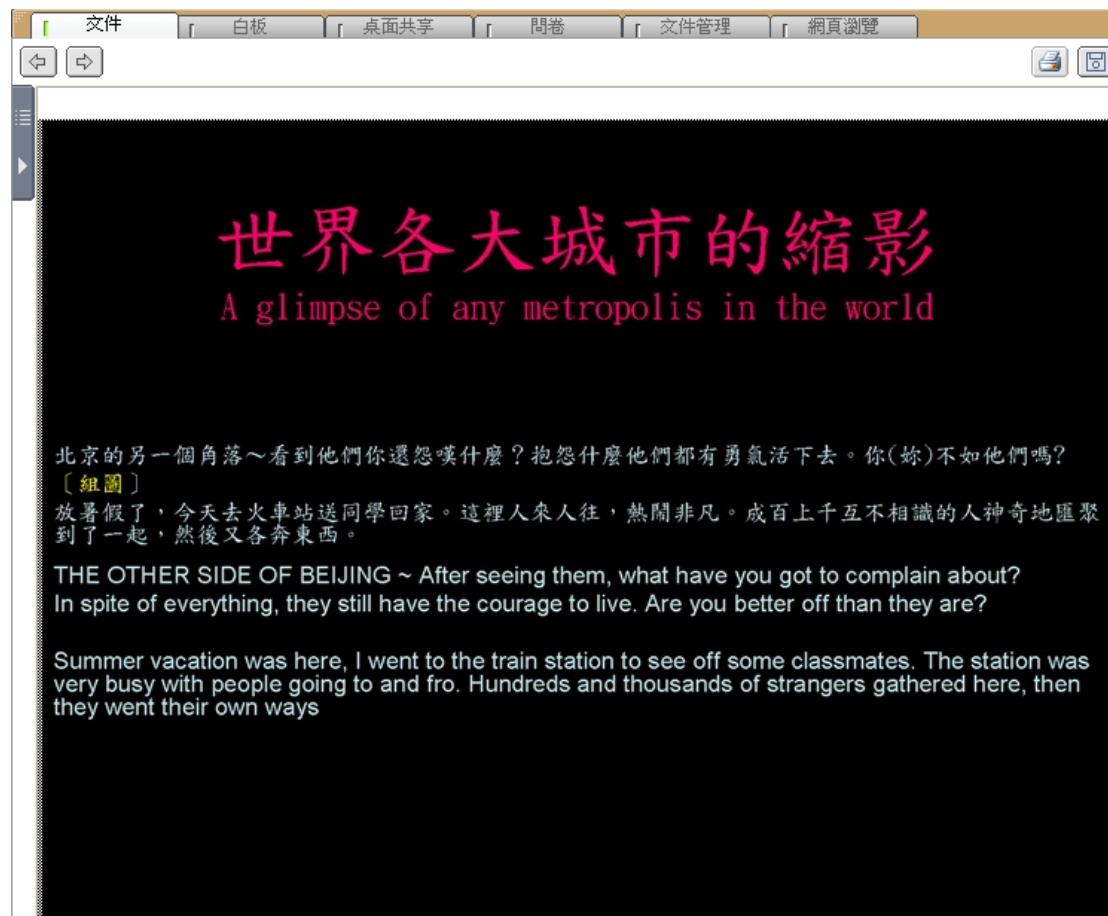 文件 白板 桌面共享 問卷 文件管理 網頁瀏覽
世界各大城市的縮影
A glimpse of any metropolis in the world
北京的另一個角落～看到他們你還怨嘆什麼？抱怨什麼他們都有勇氣活下去。你(妳)不如他們嗎?
〔組圖〕
放暑假了，今天去火車站送同學回家。這裡人來人往，熱鬧非凡。成百上千互不相識的人神奇地匯聚
到了一起，然後又各奔東西。
THE OTHER SIDE OF BEIJING ~ After seeing them, what have you got to complain about?
In spite of everything, they still have the courage to live. Are you better off than they are?
Summer vacation was here, I went to the train station to see off some classmates. The station was
very busy with people going to and fro. Hundreds and thousands of strangers gathered here, then
they went their own ways